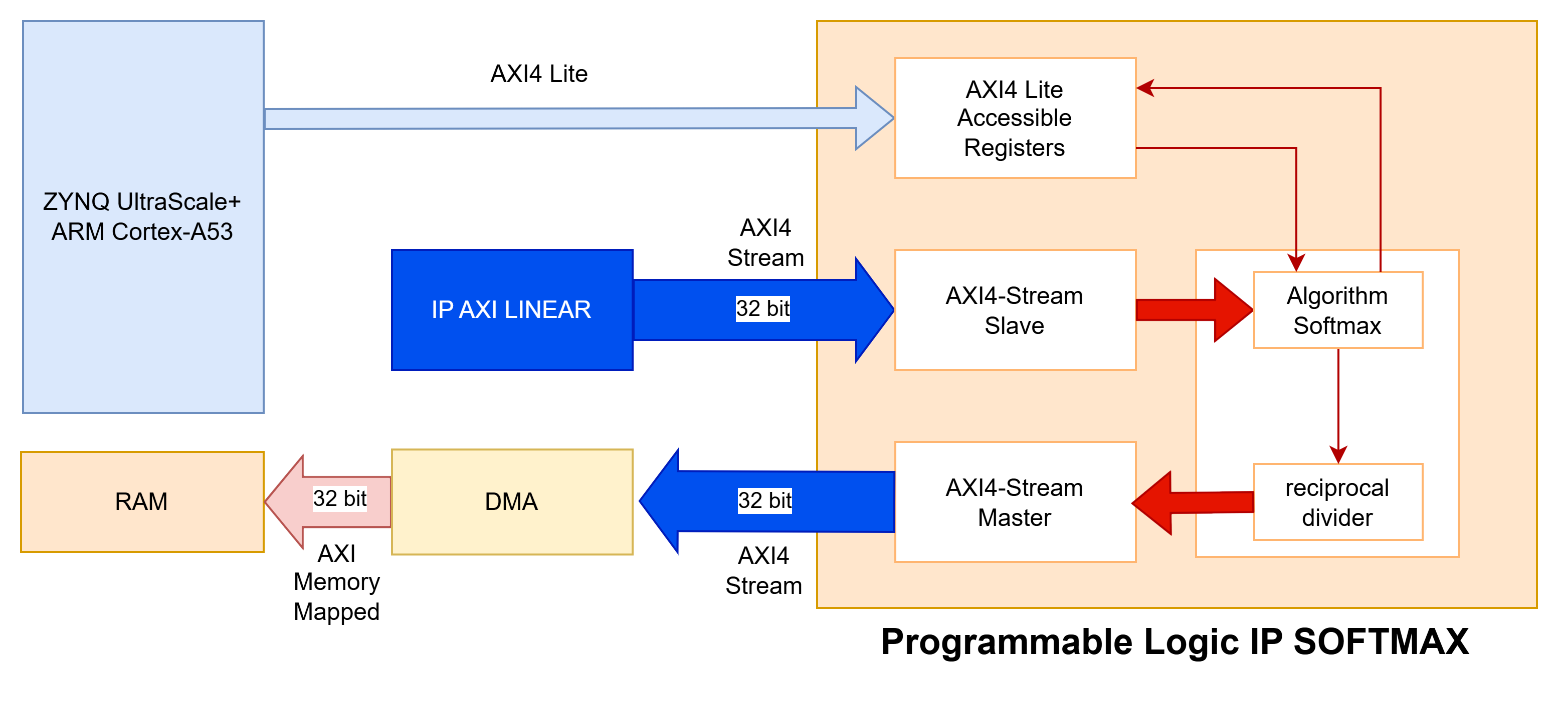 ZYNQ UltraScale+
ARM Cortex-A53
AXI4 Lite
AXI4 Lite
Accessible
Registers
IP AXI LINEAR
AXI4
Stream
32 bit
AXI4-Stream
Slave
Algorithm
Softmax
RAM
32 bit
AXI
Memory
Mapped
DMA
32 bit
AXI4
Stream
AXI4-Stream
Master
reciprocal
divider
Programmable Logic IP SOFTMAX